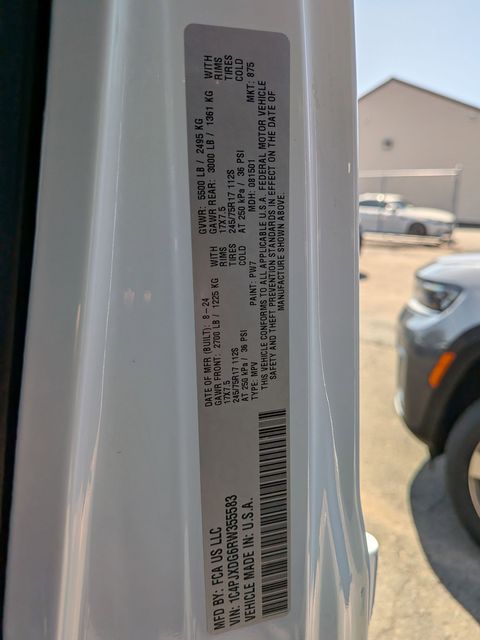 MFD BY: FCA US LLC
DATE OF MFR (BUILT): 8-24
GVWR: 5500 LB / 2495 KG
GAWR FRONT: 2700 LB / 1225 KG WITH
17X7.5 RIMS
245/75R17 112S TIRES
AT 250 kPa / 36 PSI COLD
GAWR REAR: 3000 LB / 1361 KG WITH
17X7.5 RIMS
245/75R17 112S TIRES
AT 250 kPa / 36 PSI COLD
VIN: 1C4PJXDG6RW355583
TYPE: MPV PAINT: PW7 MDH: 081501 MKT: 875
VEHICLE MADE IN: U.S.A.
THIS VEHICLE CONFORMS TO ALL APPLICABLE U.S.A. FEDERAL MOTOR VEHICLE
SAFETY AND THEFT PREVENTION STANDARDS IN EFFECT ON THE DATE OF
MANUFACTURE SHOWN ABOVE.